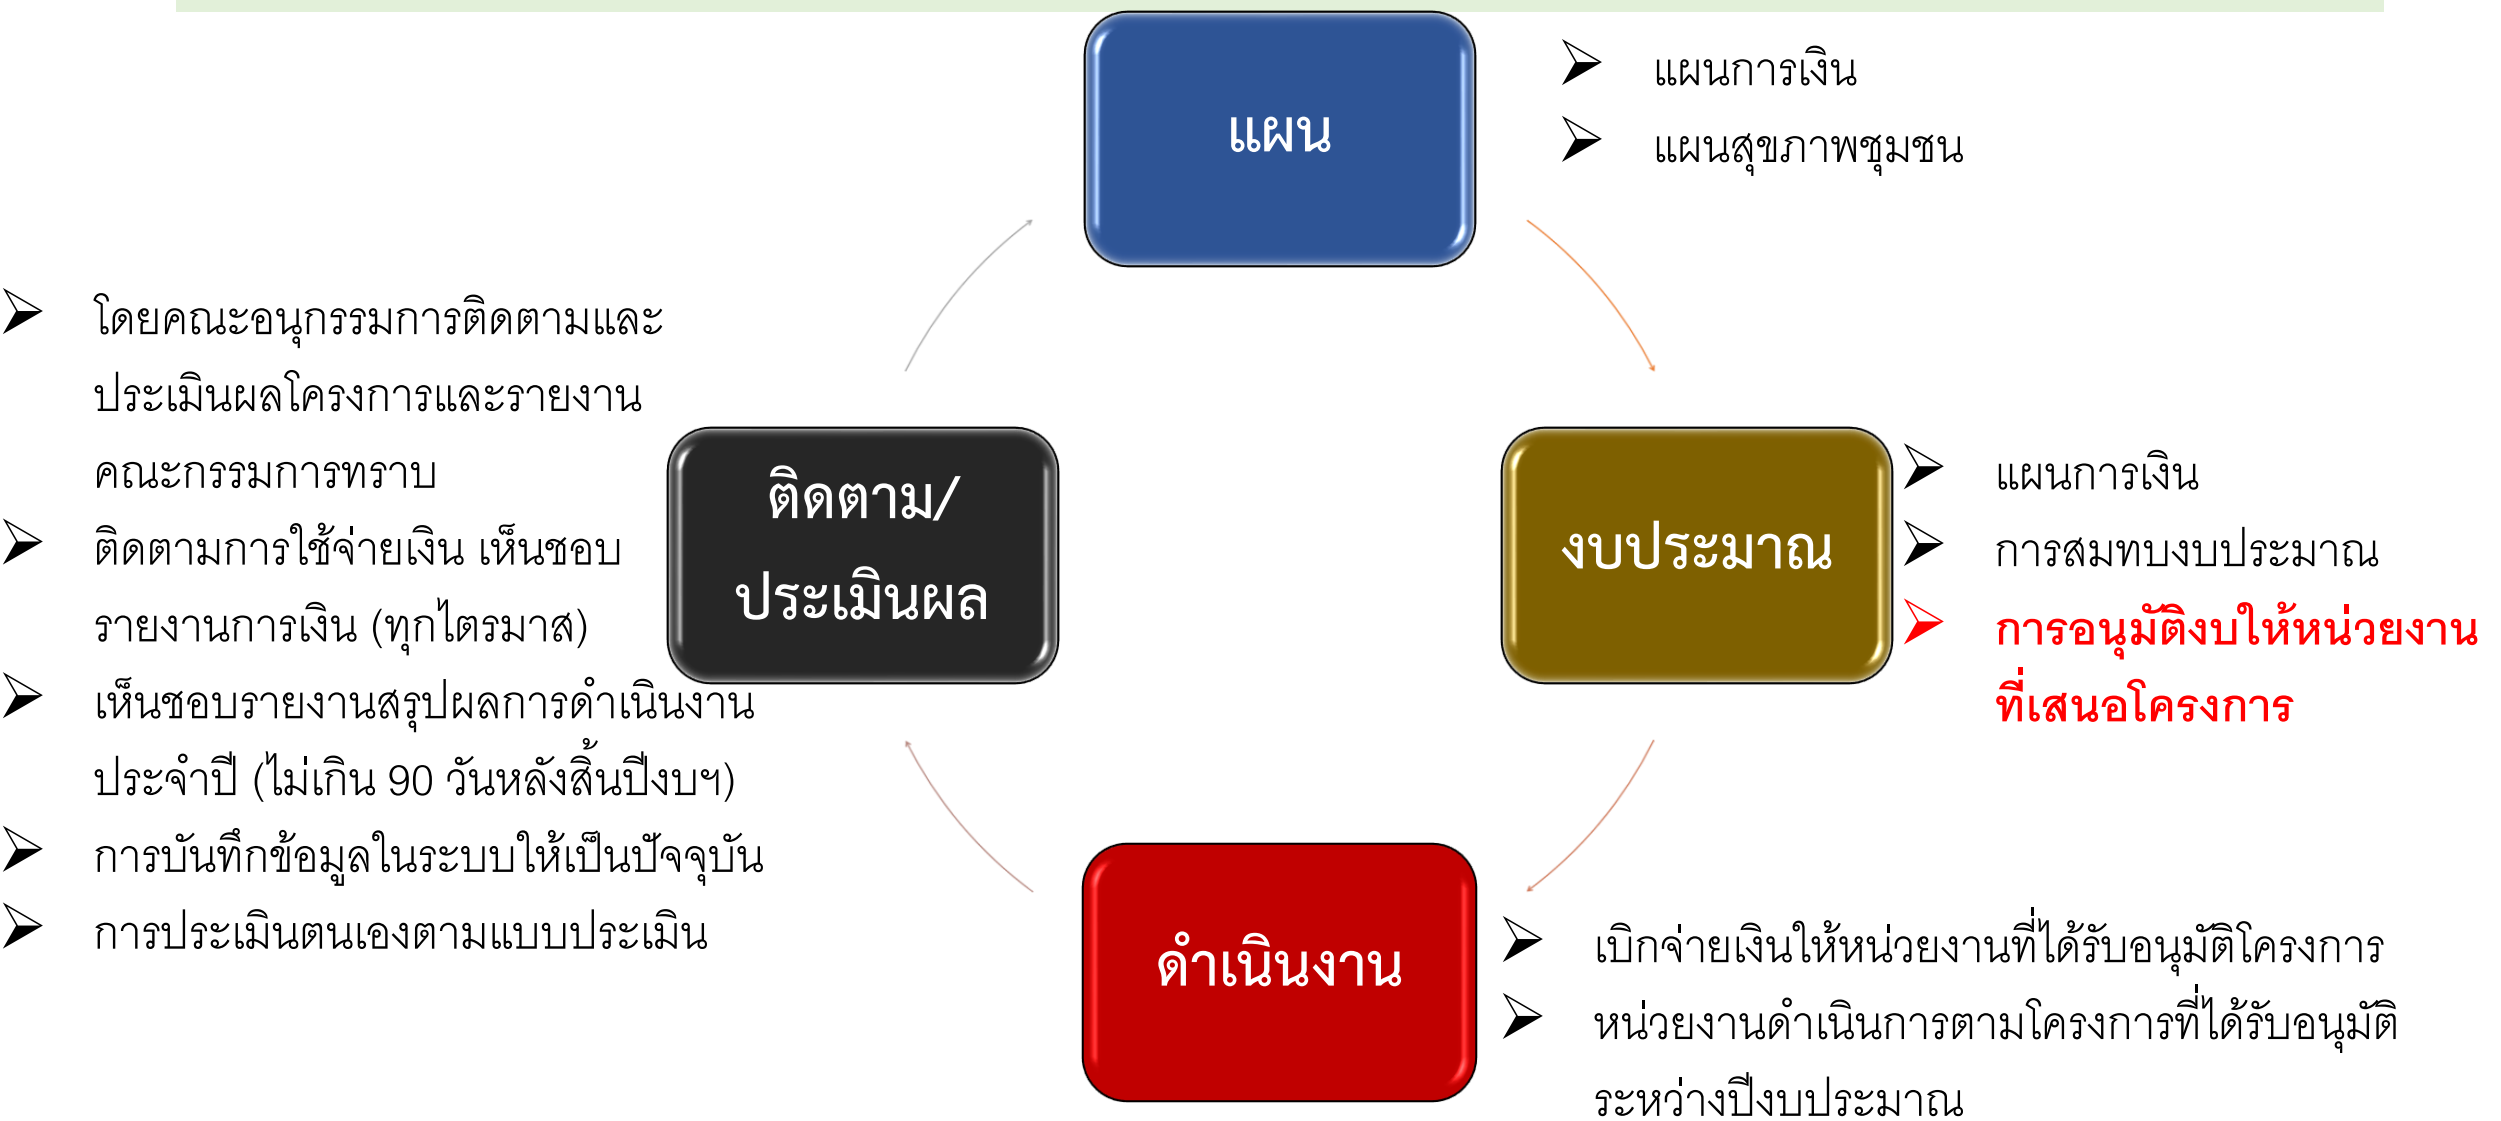 แผน
แผนการเงิน
แผนสุขภาพชุมชน
งบประมาณ
แผนการเงิน
การสมทบงบประมาณ
การอนุมัติงบให้หน่วยงาน
ที่เสนอโครงการ
ดำเนินงาน
เบิกจ่ายเงินให้หน่วยงานที่ได้รับอนุมัติโครงการ
หน่วยงานดำเนินการตามโครงการที่ได้รับอนุมัติ
ระหว่างปีงบประมาณ
ติดตาม/
ประเมินผล
โดยคณะอนุกรรมการติดตามและ
ประเมินผลโครงการและรายงาน
คณะกรรมการทราบ
ติดตามการใช้จ่ายเงิน เห็นชอบ
รายงานการเงิน (ทุกไตรมาส)
เห็นชอบรายงานสรุปผลการดำเนินงาน
ประจำปี (ไม่เกิน 90 วันหลังสิ้นปีงบฯ)
การบันทึกข้อมูลในระบบให้เป็นปัจจุบัน
การประเมินตนเองตามแบบประเมิน